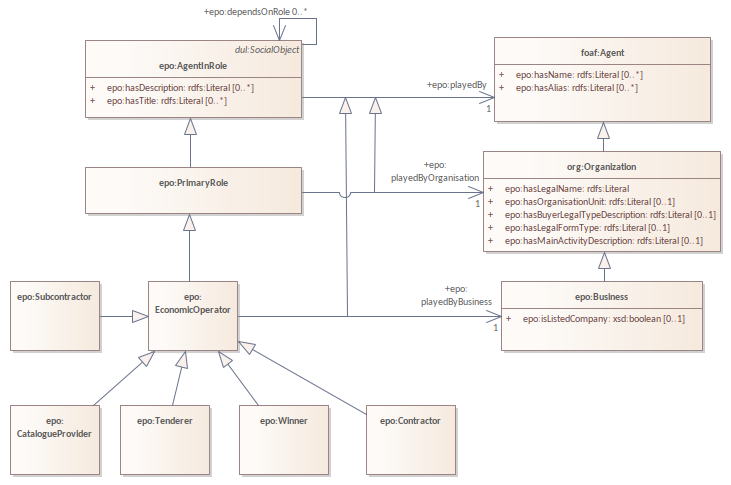 +epo:dependsOnRole 0..*
dul:SocialObject
epo:AgentInRole
+ epo:hasDescription: rdfs:Literal [0..*]
+ epo:hasTitle: rdfs:Literal [0..*]
+epo:playedBy
1
foaf:Agent
+ epo:hasName: rdfs:Literal [0..*]
+ epo:hasAlias: rdfs:Literal [0..*]
epo:PrimaryRole
+epo:
playedByOrganisation
1
org:Organization
+ epo:hasLegalName: rdfs:Literal
+ epo:hasOrganisationUnit: rdfs:Literal [0..1]
+ epo:hasBuyerLegalTypeDescription: rdfs:Literal [0..1]
+ epo:hasLegalFormType: rdfs:Literal [0..1]
+ epo:hasMainActivityDescription: rdfs:Literal [0..1]
epo:Subcontractor
epo:
EconomicOperator
+epo:
playedByBusiness
1
epo:Business
+ epo:isListedCompany: xsd:boolean [0..1]
epo:
CatalogueProvider
epo:Tenderer
epo:Winner
epo:Contractor